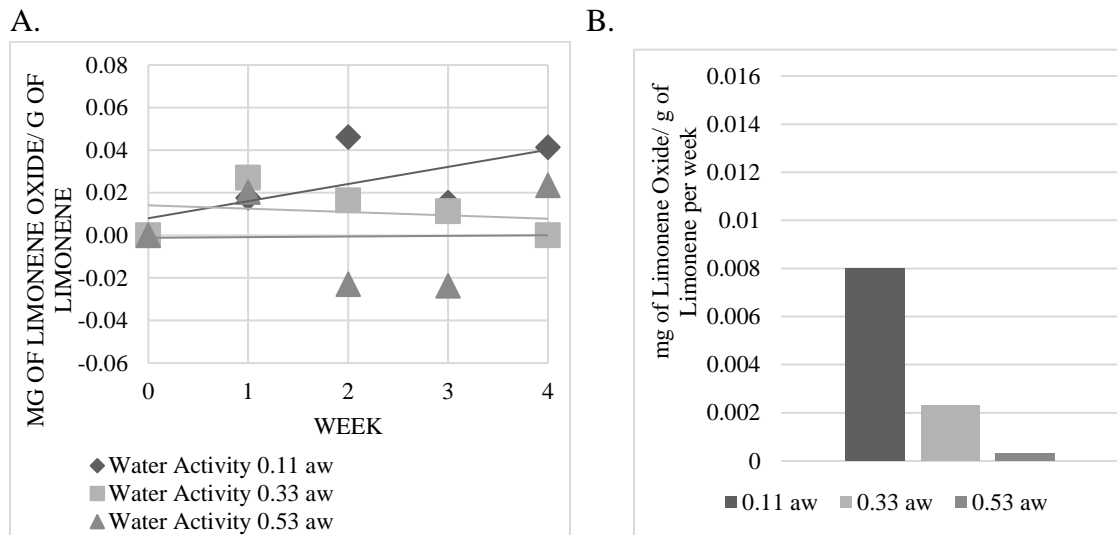 A.
MG OF LIMONENE OXIDE/ G OF
LIMONENE
0.08
0.06
0.04
0.02
0.00
-0.02
-0.04
-0.06
0 1 2 3 4
WEEK
Water Activity 0.11 aw
Water Activity 0.33 aw
Water Activity 0.53 aw
B.
mg of Limonene Oxide/ g of
Limonene per week
0.016
0.014
0.012
0.01
0.008
0.006
0.004
0.002
0
0.11 aw 0.33 aw 0.53 aw